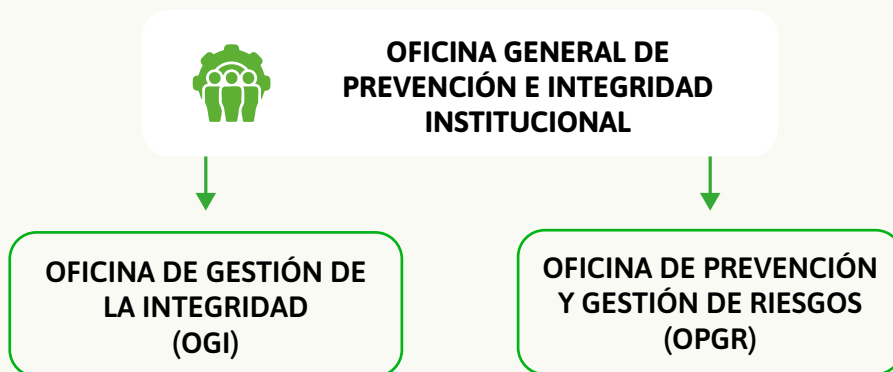 OFICINA GENERAL DE
PREVENCIÓN E INTEGRIDAD
INSTITUCIONAL
OFICINA DE GESTIÓN DE
LA INTEGRIDAD
(OGI)
OFICINA DE PREVENCIÓN
Y GESTIÓN DE RIESGOS
(OPGR)